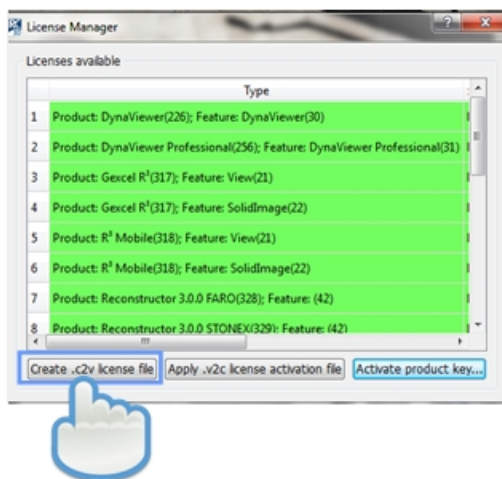 License Manager
Licenses available
Type
1 Product: DynaViewer(226); Feature: DynaViewer(30)
2 Product: DynaViewer Professional(256); Feature: DynaViewer Professional(31)
3 Product: Gexcel R³(317); Feature: View(21)
4 Product: Gexcel R³(317); Feature: SolidImage(22)
5 Product: R³ Mobile(318); Feature: View(21)
6 Product: R³ Mobile(318); Feature: SolidImage(22)
7 Product: Reconstructor 3.0.0 FARO(328); Feature: (42)
8 Product: Reconstructor 3.0.0 STONEX(329); Feature: (42)
Create .c2v license file Apply .v2c license activation file Activate product key...